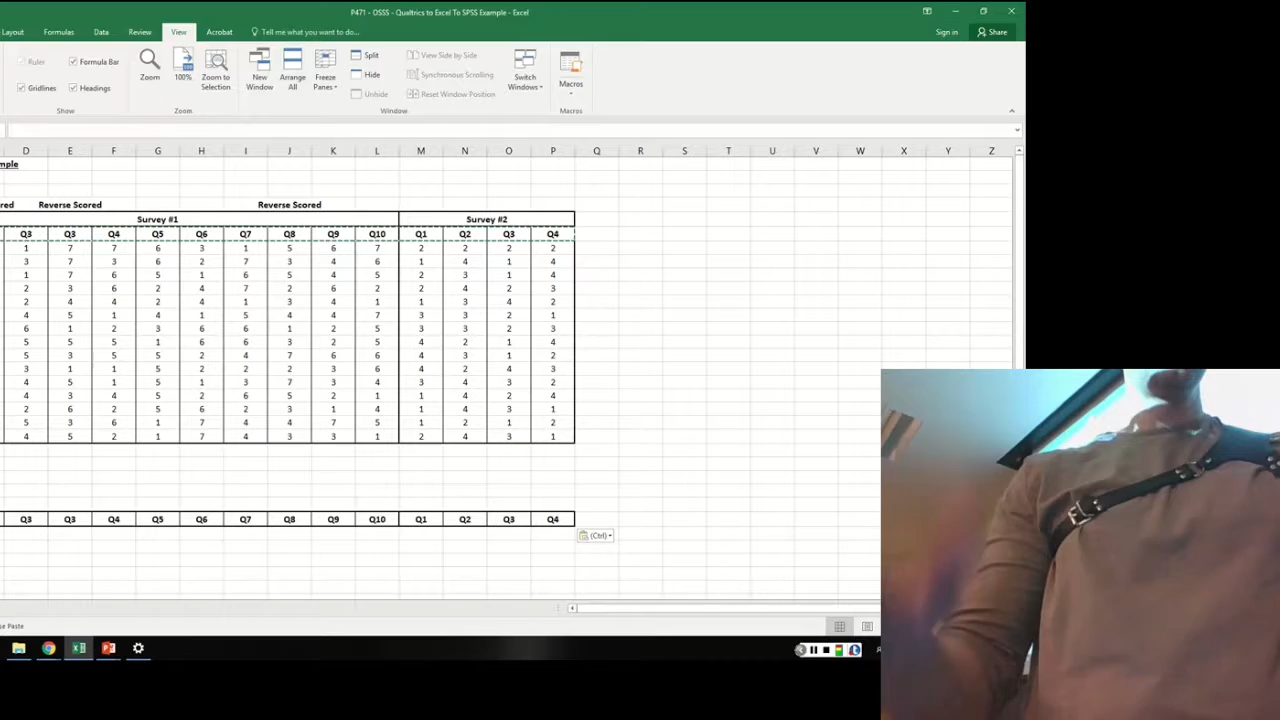 P471 - OSSS - Qualtrics to Excel To SPSS Example - Excel
Layout Formulas Data Review View Acrobat Tell me what you want to do... Sign in Share
Ruler Formula Bar Gridlines Headings Show
Zoom 100% Zoom to Selection Zoom
New Window Arrange All Freeze Panes Split Hide Unhide View Side by Side Synchronous Scrolling Reset Window Position Switch Windows Window
Macros Macros
D E F G H I J K L M N O P Q R S T U V W X Y Z
mple
ored Reverse Scored Reverse Scored
Survey #1 Survey #2
Q3 Q3 Q4 Q5 Q6 Q7 Q8 Q9 Q10 Q1 Q2 Q3 Q4
1 7 7 6 3 1 5 6 7 2 2 2 2
3 7 3 6 2 7 3 4 6 1 4 1 4
1 7 6 5 1 6 5 4 5 2 3 1 4
2 3 6 2 4 7 2 6 2 2 4 2 3
2 4 4 2 4 1 3 4 1 1 3 4 2
4 5 1 4 1 5 4 4 7 3 3 2 1
6 1 2 3 6 6 1 2 5 3 3 2 3
5 5 5 1 6 6 3 2 5 4 2 1 4
5 3 5 5 2 4 7 6 6 4 3 1 2
3 1 1 5 2 2 2 3 6 4 2 4 3
4 5 1 5 1 3 7 3 4 3 4 3 2
4 3 4 5 2 6 5 2 1 1 4 2 4
2 6 2 5 6 2 3 1 4 1 4 3 1
5 3 6 1 7 4 4 7 5 1 2 1 2
4 5 2 1 7 4 3 3 1 2 4 3 1
Q3 Q3 Q4 Q5 Q6 Q7 Q8 Q9 Q10 Q1 Q2 Q3 Q4
(Ctrl)
se Paste